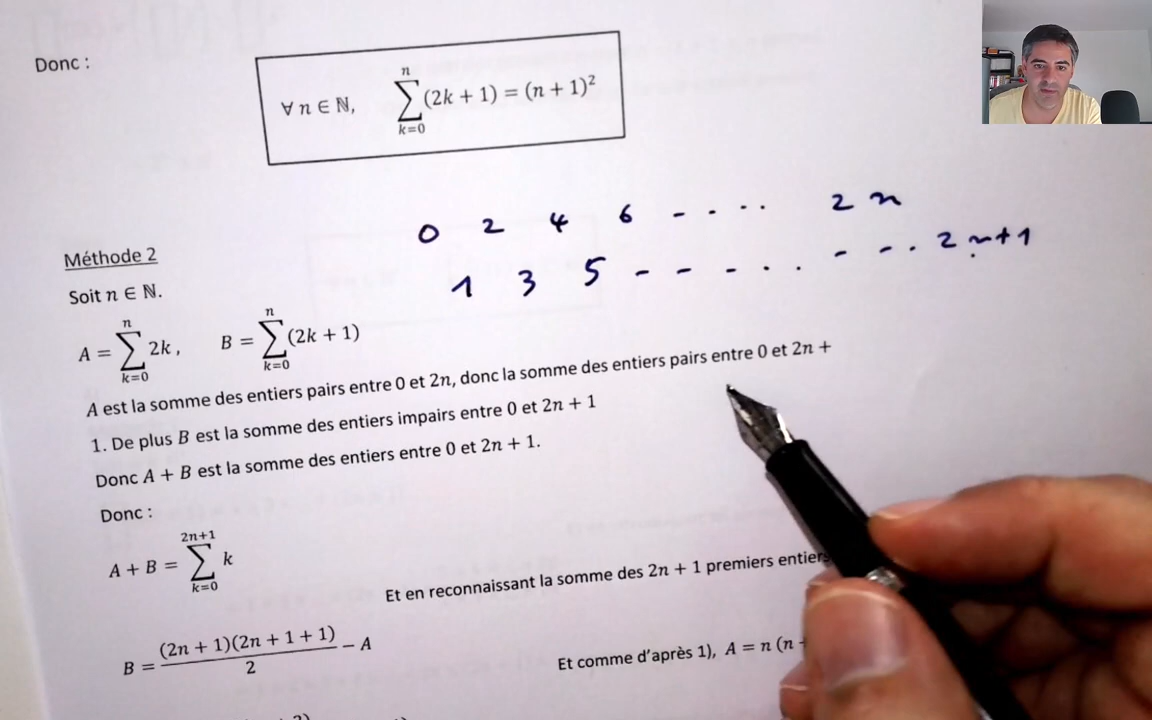 Donc :
∀ n ∈ ℕ, ∑_{k=0}^{n} (2k + 1) = (n + 1)²
0 2 4 6 - . . . . 2n
1 3 5 - - - . . . - - . 2n+1
Méthode 2
Soit n ∈ ℕ.
A = ∑_{k=0}^{n} 2k , B = ∑_{k=0}^{n} (2k + 1)
A est la somme des entiers pairs entre 0 et 2n, donc la somme des entiers pairs entre 0 et 2n +
1. De plus B est la somme des entiers impairs entre 0 et 2n + 1
Donc A + B est la somme des entiers entre 0 et 2n + 1.
Donc :
A + B = ∑_{k=0}^{2n+1} k
Et en reconnaissant la somme des 2n + 1 premiers entiers
B = (2n + 1)(2n + 1 + 1) / 2 − A
Et comme d'après 1), A = n (n